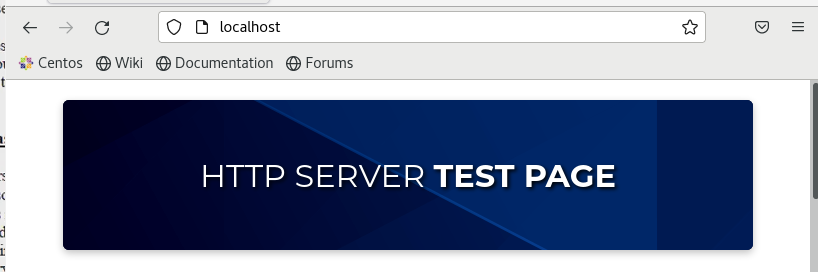 localhost
Centos Wiki Documentation Forums
HTTP SERVER TEST PAGE